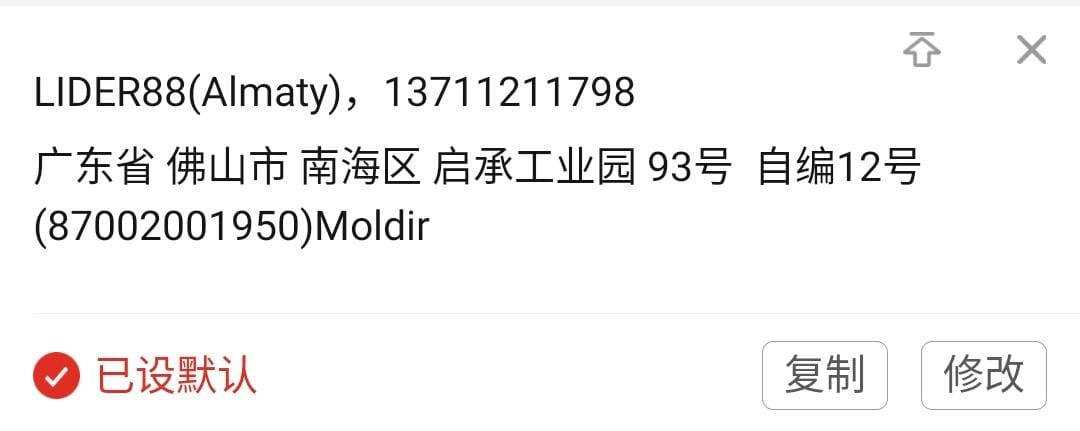 LIDER88(Almaty)，13711211798
广东省 佛山市 南海区 启承工业园 93号  自编12号
(87002001950)Moldir
已设默认
复制
修改